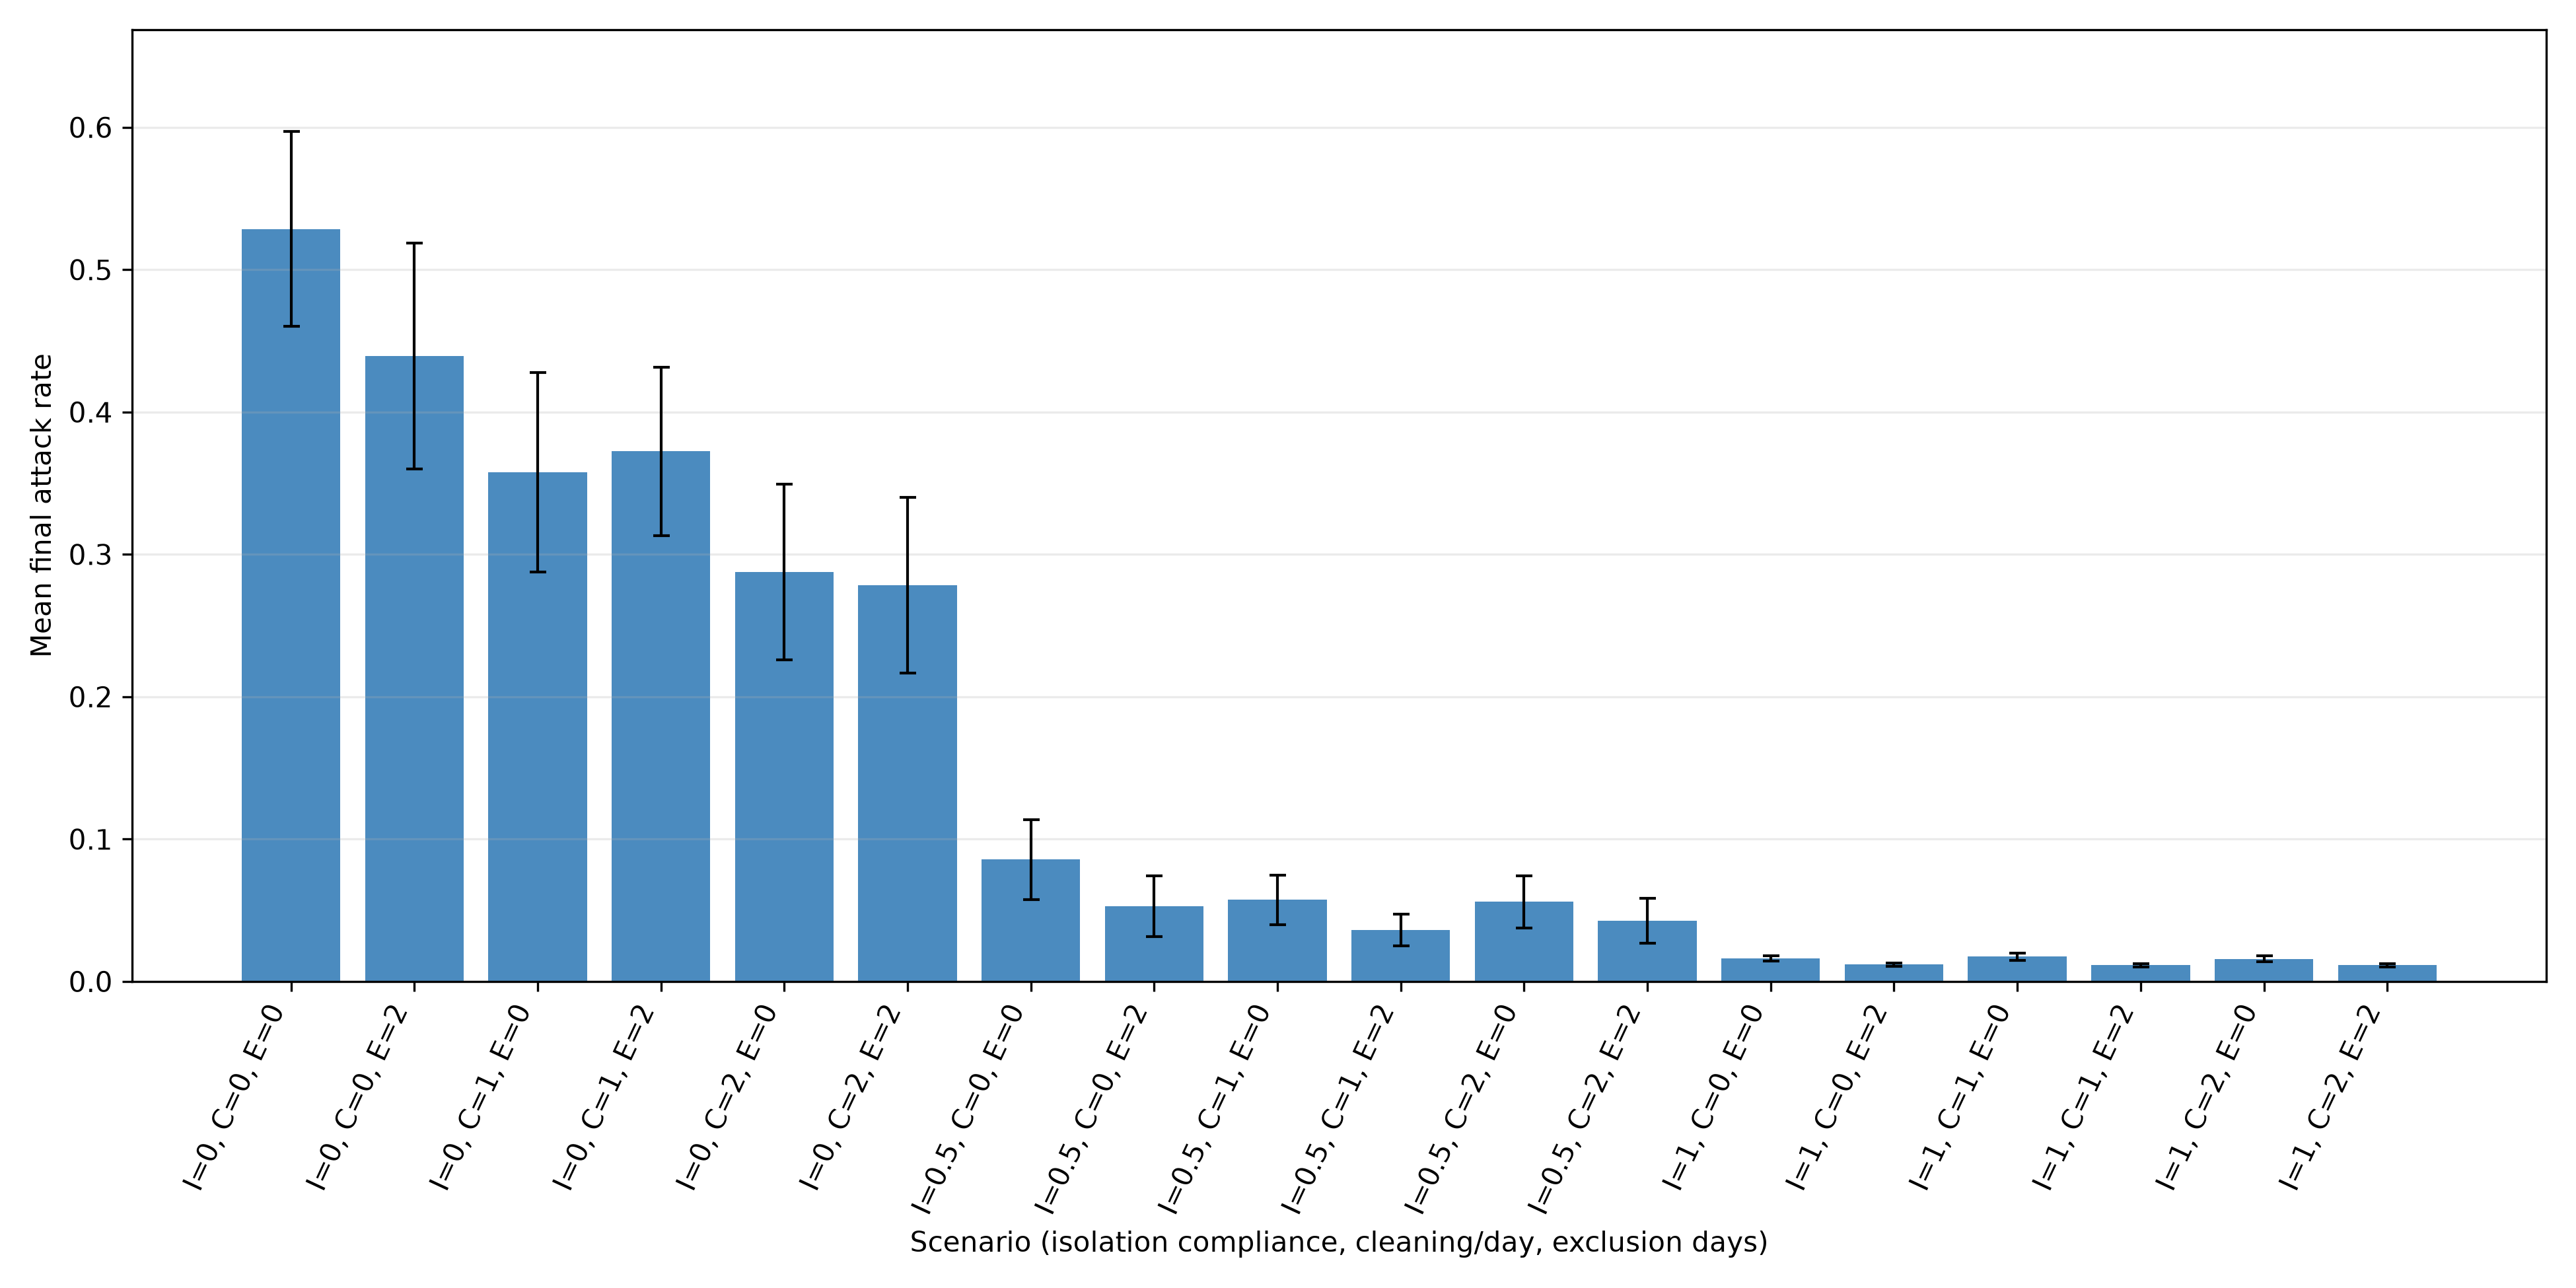 Mean final attack rate
0.6
0.5
0.4
0.3
0.2
0.1
0.0
I=0, C=0, E=0
I=0, C=0, E=2
I=0, C=1, E=0
I=0, C=1, E=2
I=0, C=2, E=0
I=0, C=2, E=2
I=0.5, C=0, E=0
I=0.5, C=0, E=2
I=0.5, C=1, E=0
I=0.5, C=1, E=2
I=0.5, C=2, E=0
I=0.5, C=2, E=2
I=1, C=0, E=0
I=1, C=0, E=2
I=1, C=1, E=0
I=1, C=1, E=2
I=1, C=2, E=0
I=1, C=2, E=2
Scenario (isolation compliance, cleaning/day, exclusion days)